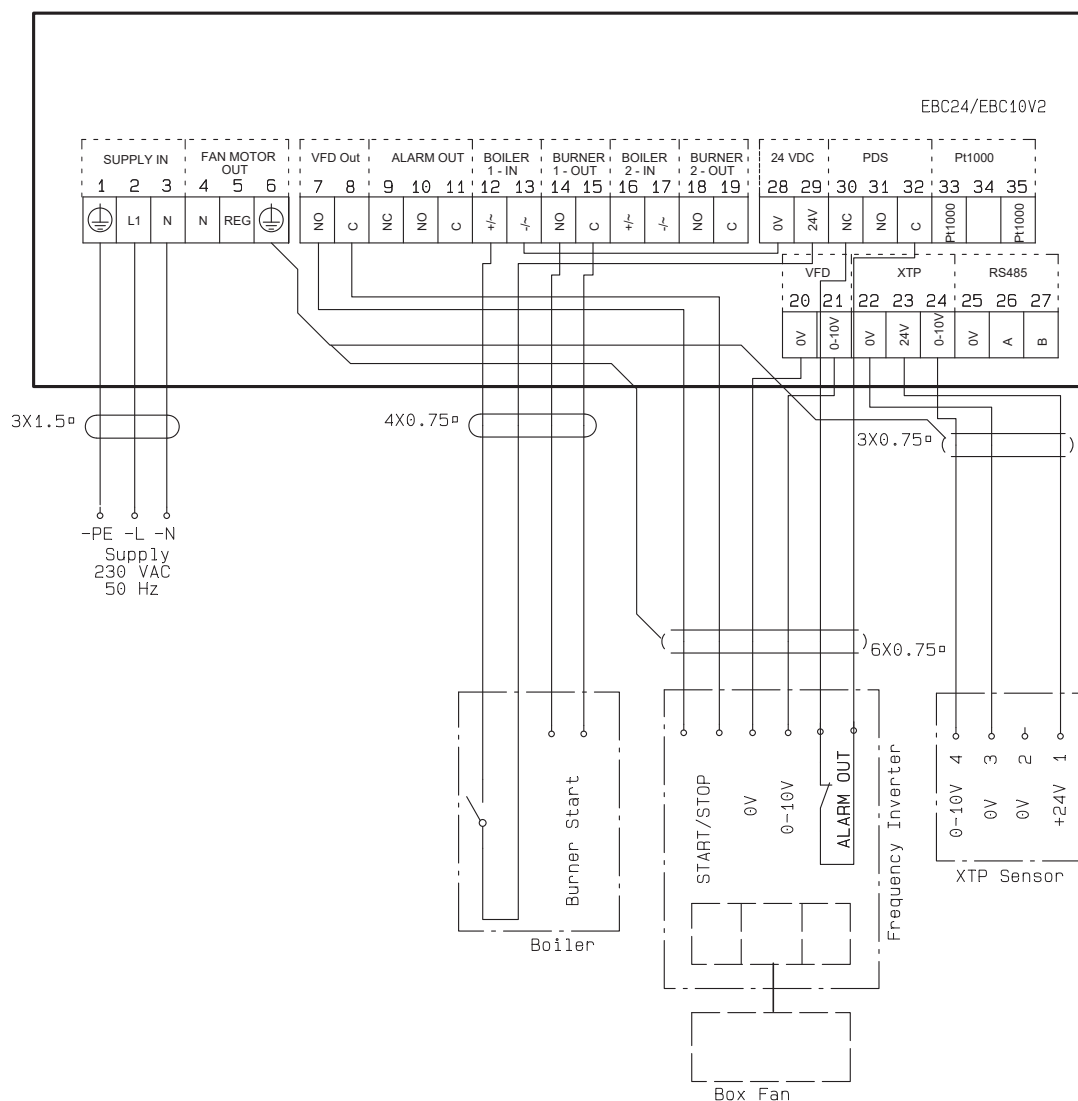 EBC24/EBC10V2
SUPPLY IN
FAN MOTOR
OUT
VFD Out
ALARM OUT
BOILER
1 - IN
BURNER
1 - OUT
BOILER
2 - IN
BURNER
2 - OUT
24 VDC
PDS
Pt1000
1 2 3 4 5 6 7 8 9 10 11 12 13 14 15 16 17 18 19 28 29 30 31 32 33 34 35
L1 N N REG NO C NC NO C +/~ -/~ NO C +/~ -/~ NO C 0V 24V NC NO C Pt1000 Pt1000
VFD XTP RS485
20 21 22 23 24 25 26 27
0V 0-10V 0V 24V 0-10V 0V A B
3X1.5¤
4X0.75¤
3X0.75¤
-PE -L -N
Supply
230 VAC
50 Hz
6X0.75¤
Burner Start
Boiler
START/STOP
0V
0-10V
ALARM OUT
Frequency Inverter
Box Fan
0-10V 4
0V 3
0V 2
+24V 1
XTP Sensor